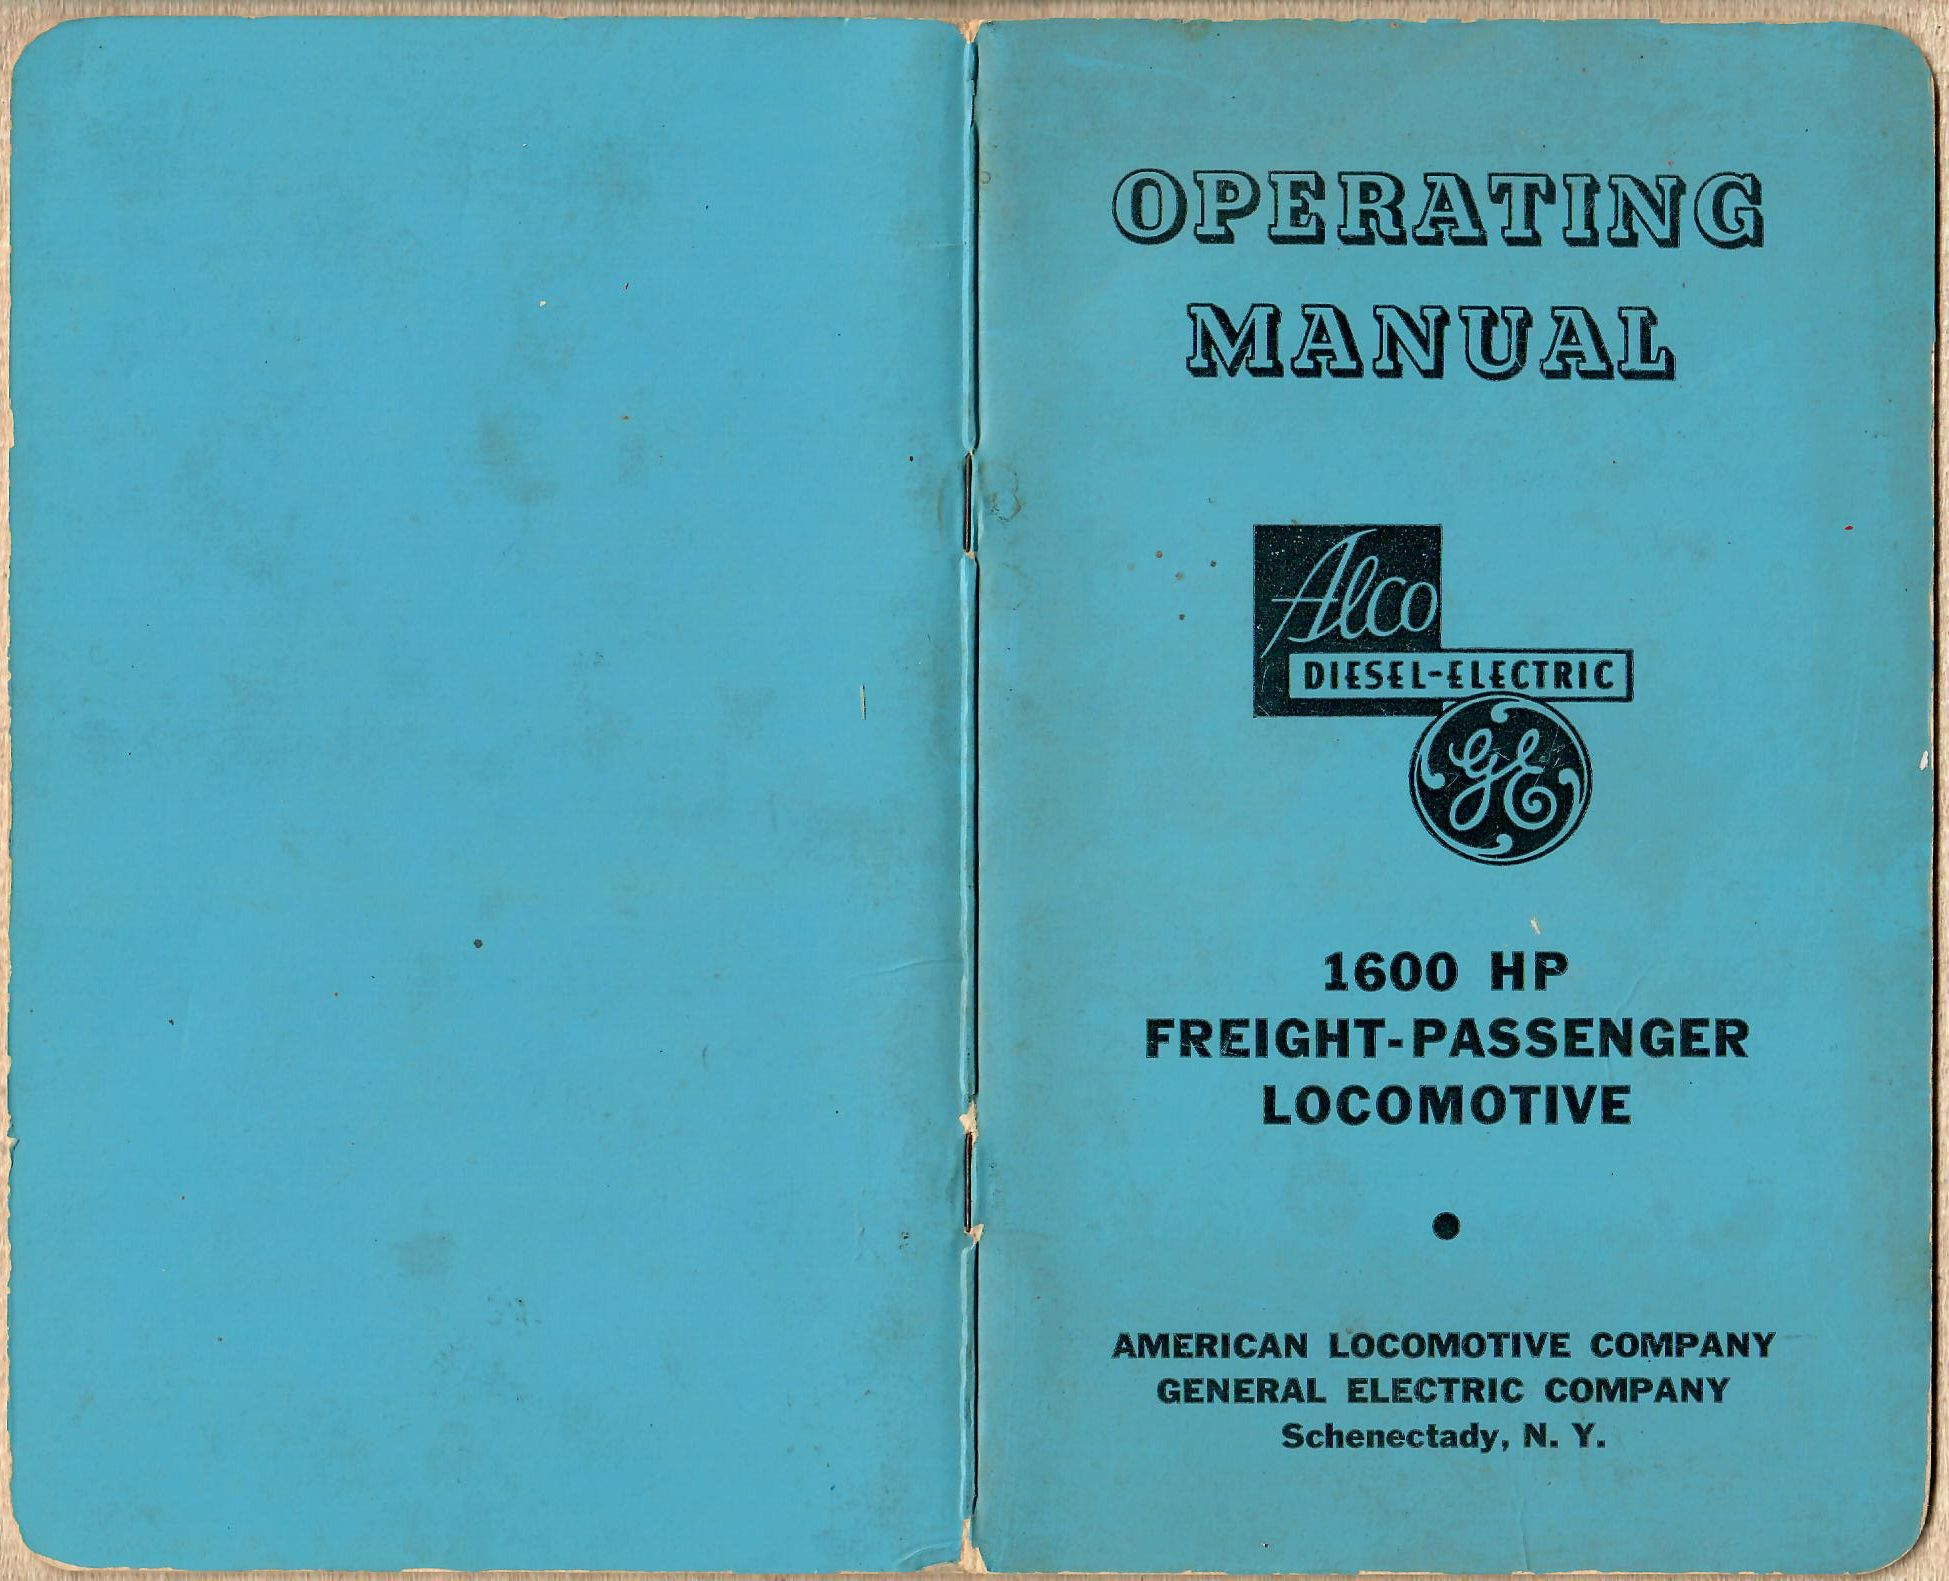 OPERATING
MANUAL
Alco
DIESEL-ELECTRIC
GE
1600 HP
FREIGHT-PASSENGER
LOCOMOTIVE
AMERICAN LOCOMOTIVE COMPANY
GENERAL ELECTRIC COMPANY
Schenectady, N. Y.